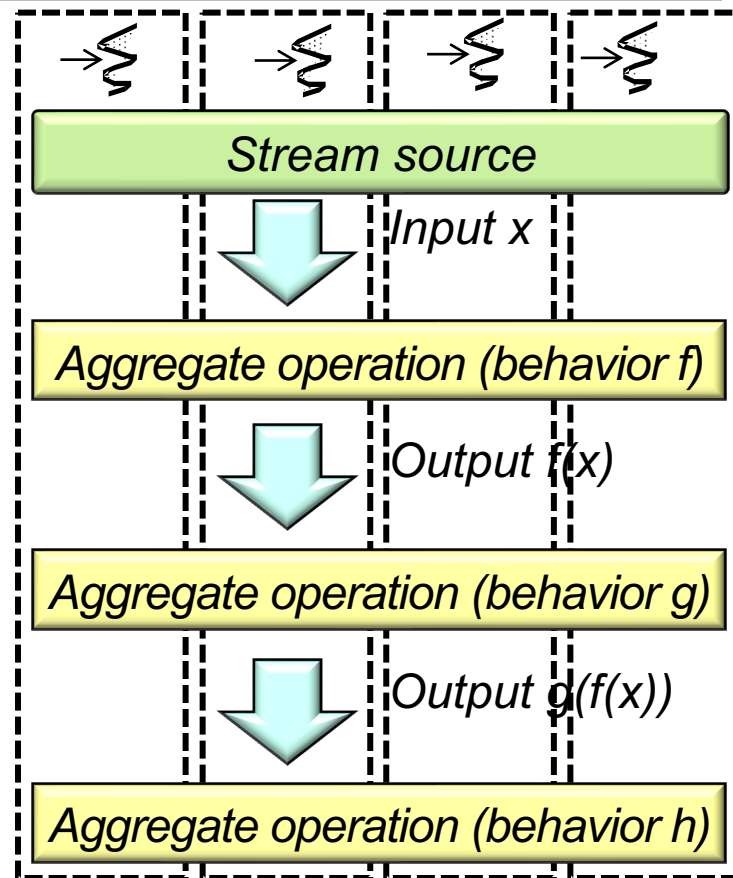 Stream source
Input x
Aggregate operation (behavior f)
Output f(x)
Aggregate operation (behavior g)
Output g(f(x))
Aggregate operation (behavior h)